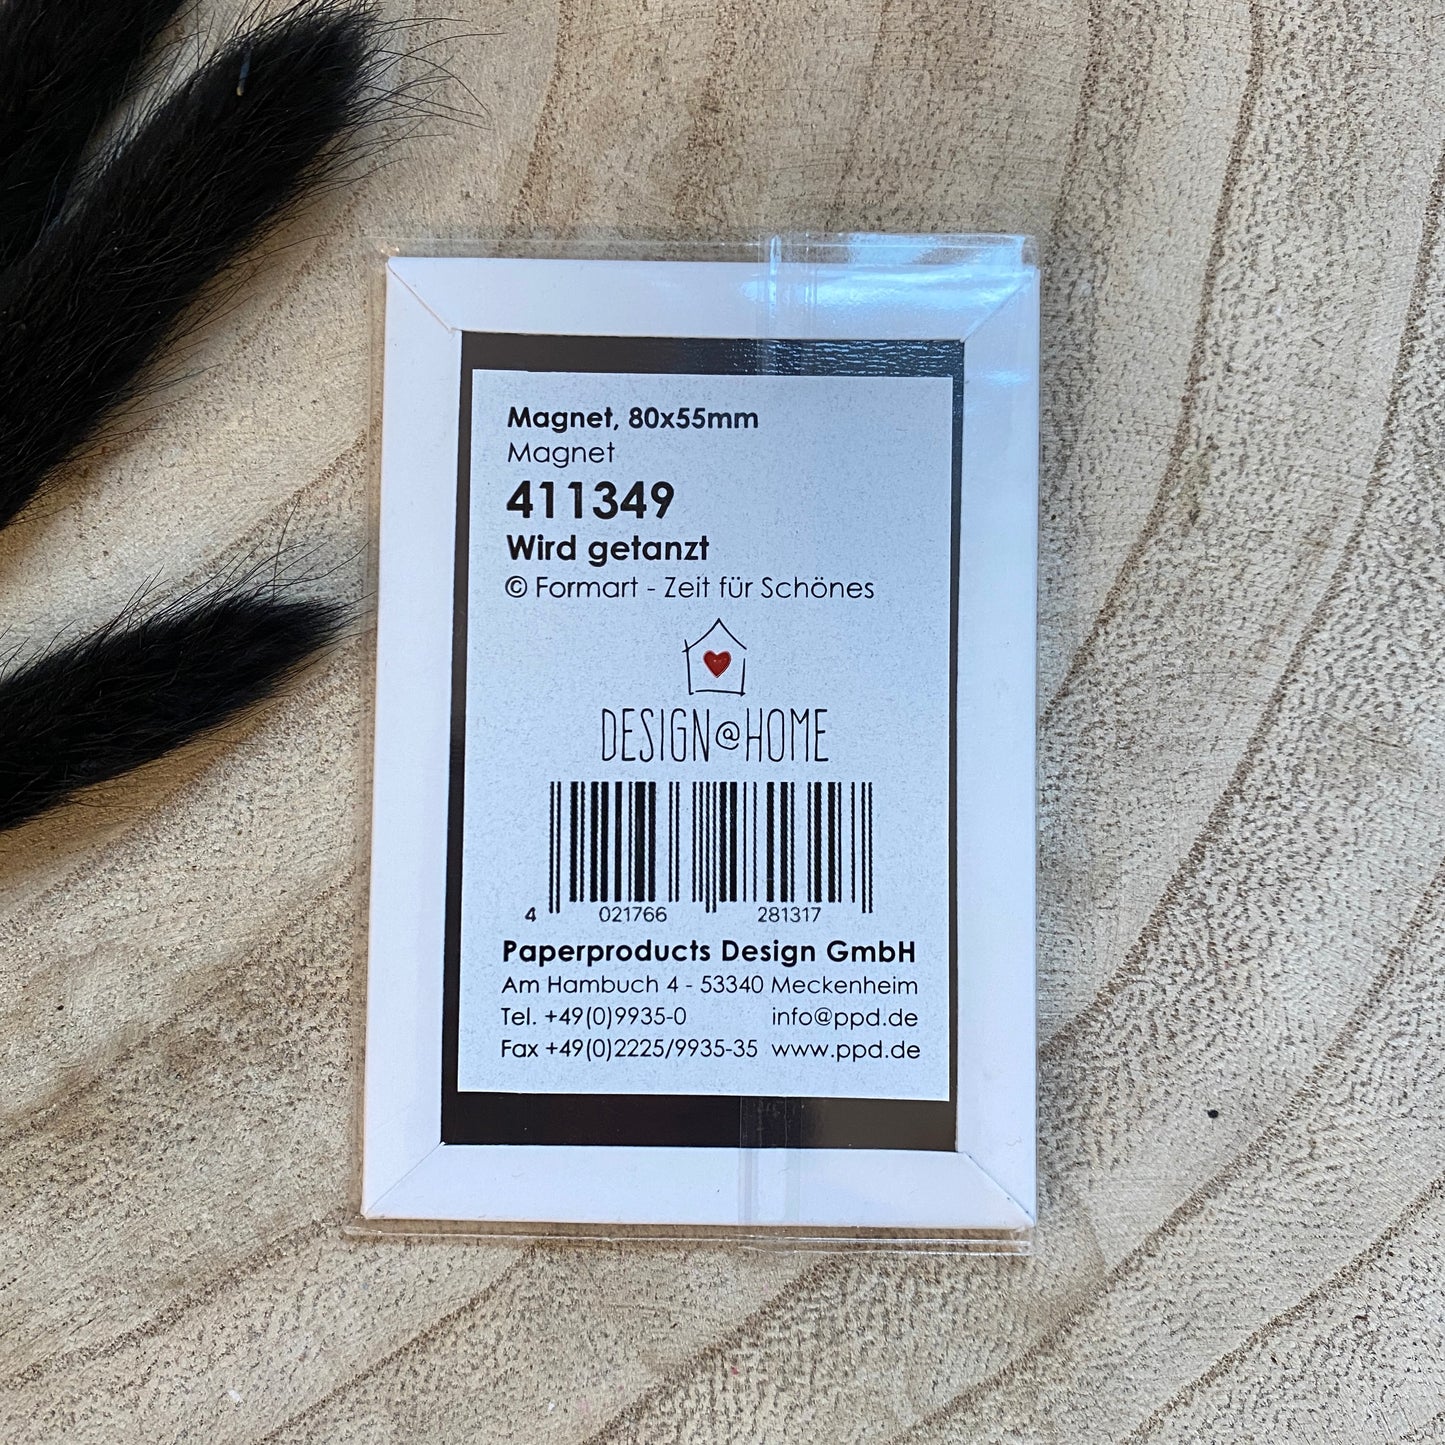 Magnet, 80x55mm
Magnet
411349
Wird getanzt
© Formart - Zeit für Schönes
DESIGN@HOME
4 021766 281317
Paperproducts Design GmbH
Am Hambuch 4 - 53340 Meckenheim
Tel. +49(0)9935-0 info@ppd.de
Fax +49(0)2225/9935-35 www.ppd.de